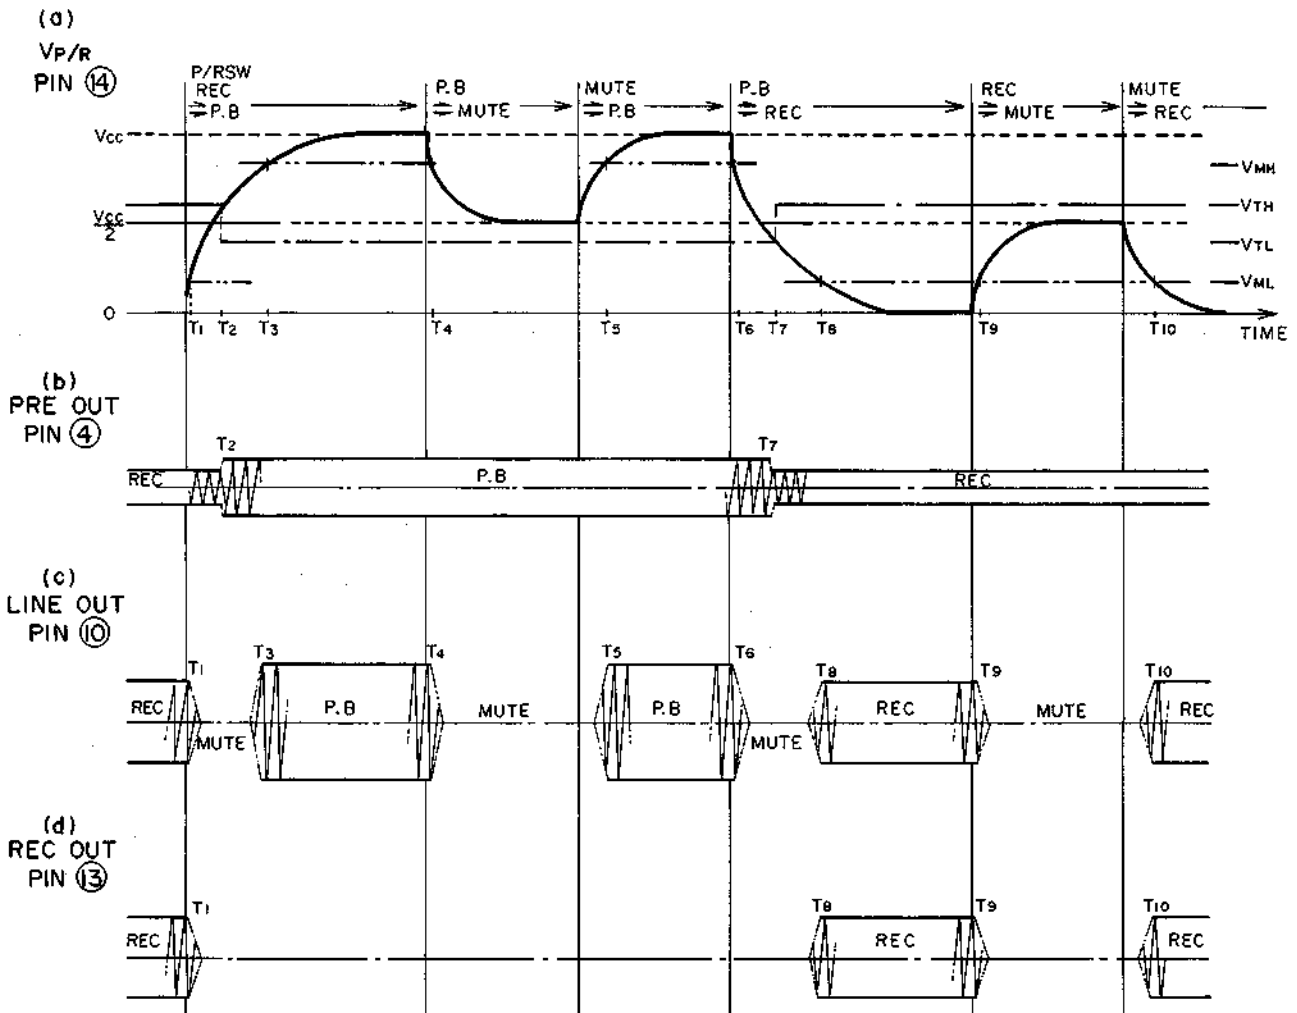 (a)
VP/R
PIN 14
P/RSW
REC
⇌ P.B
P.B
⇌ MUTE
MUTE
⇌ P.B
P.B
⇌ REC
REC
⇌ MUTE
MUTE
⇌ REC
VCC
VMH
VCC
2
VTH
VTL
VML
0
T1 T2 T3 T4 T5 T6 T7 T8 T9 T10
TIME
(b)
PRE OUT
PIN 4
T2 T7
REC P.B REC
(c)
LINE OUT
PIN 10
T1 T3 T4 T5 T6 T8 T9 T10
REC MUTE P.B MUTE P.B MUTE REC MUTE REC
(d)
REC OUT
PIN 13
T1 T8 T9 T10
REC REC REC